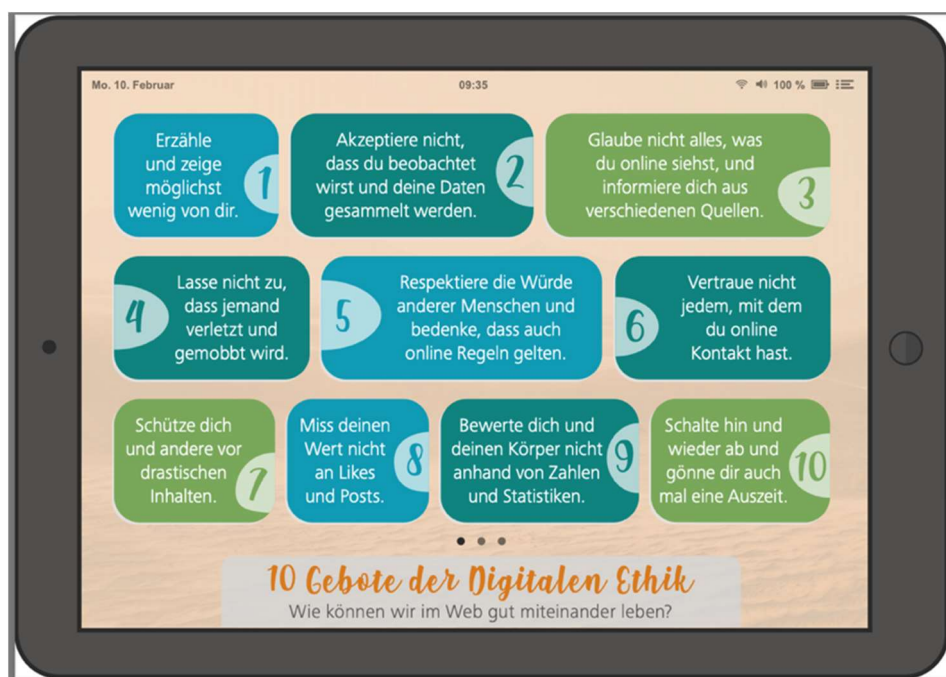 Mo. 10. Februar
09:35
100 %
Erzähle
und zeige
möglichst
wenig von dir.
1
Akzeptiere nicht,
dass du beobachtet
wirst und deine Daten
gesammelt werden.
2
Glaube nicht alles, was
du online siehst, und
informiere dich aus
verschiedenen Quellen.
3
4
Lasse nicht zu,
dass jemand
verletzt und
gemobbt wird.
5
Respektiere die Würde
anderer Menschen und
bedenke, dass auch
online Regeln gelten.
6
Vertraue nicht
jedem, mit dem
du online
Kontakt hast.
Schütze dich
und andere vor
drastischen
Inhalten.
7
Miss deinen
Wert nicht
an Likes
und Posts.
8
Bewerte dich und
deinen Körper nicht
anhand von Zahlen
und Statistiken.
9
Schalte hin und
wieder ab und
gönne dir auch
mal eine Auszeit.
10
10 Gebote der Digitalen Ethik
Wie können wir im Web gut miteinander leben?